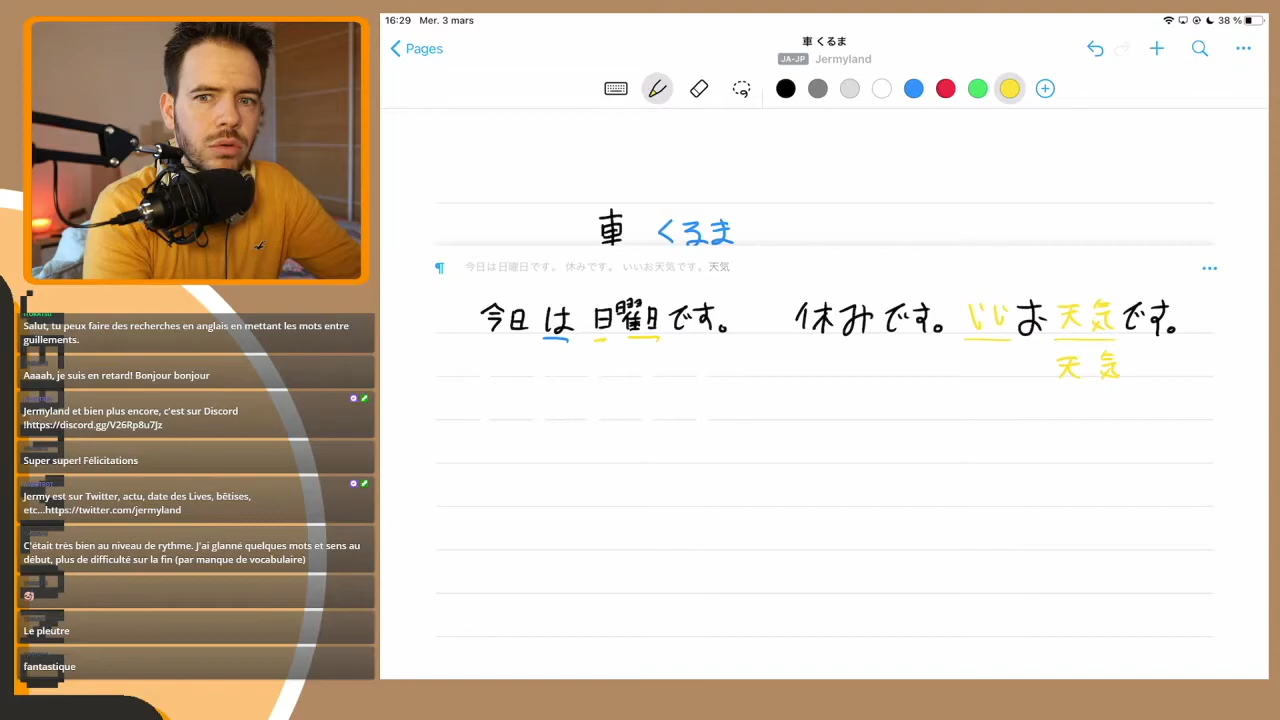 16:29 Mer. 3 mars
38 %
Pages
車 くるま
JA-JP Jermyland
車 くるま
今日は日曜日です。 休みです。 いいお天気です。天気
今日は日曜日です。 休みです。いいお天気です。
天気
Salut, tu peux faire des recherches en anglais en mettant les mots entre
guillements.
Aaaah, je suis en retard! Bonjour bonjour
Jermyland et bien plus encore, c'est sur Discord
!https://discord.gg/V26Rp8u7Jz
Super super! Félicitations
Jermy est sur Twitter, actu, date des Lives, bêtises,
etc...https://twitter.com/jermyland
C'était très bien au niveau de rythme. J'ai glanné quelques mots et sens au
début, plus de difficulté sur la fin (par manque de vocabulaire)
Le pleutre
fantastique